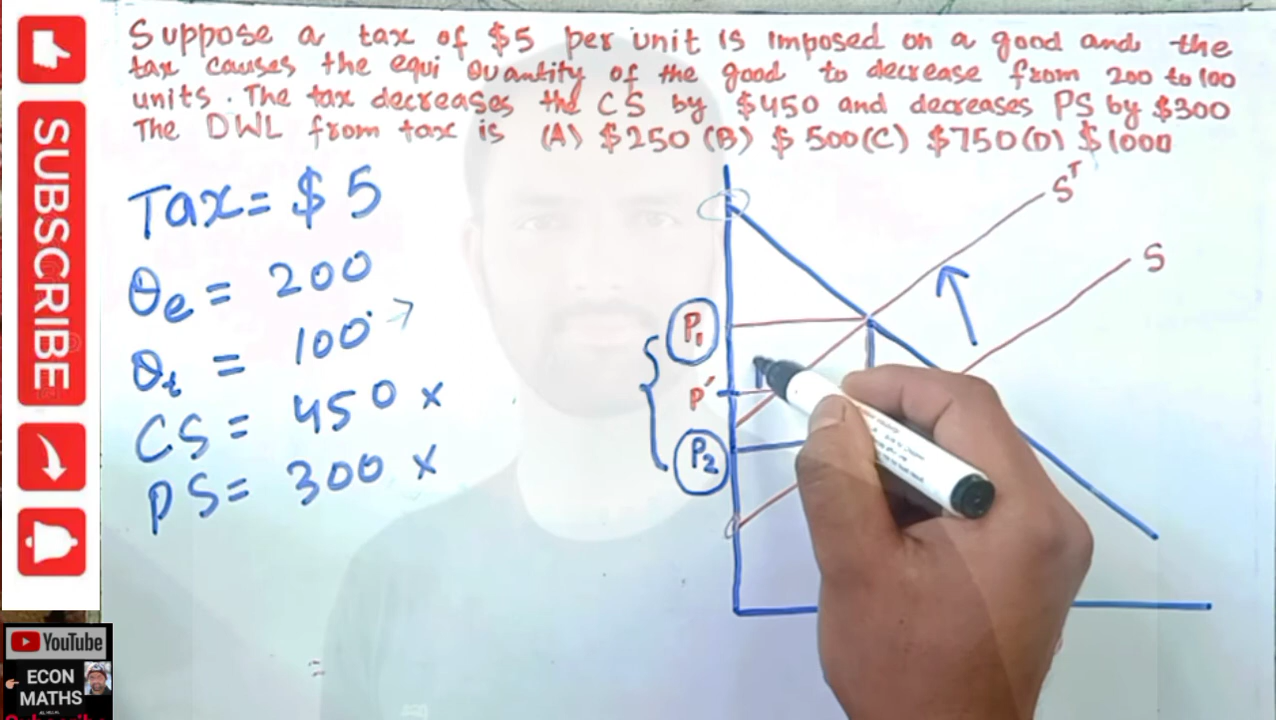 Suppose a tax of $5 per unit is imposed on a good and the
tax causes the equi Quantity of the good to decrease from 200 to 100
units. The tax decreases the CS by $450 and decreases PS by $300
The DWL from tax is (A) $250 (B) $500 (C) $750 (D) $1000
Tax = $5
Qe = 200
Qt = 100
CS = 450 x
PS = 300 x
=
Sᵀ
S
P₁
P'
P₂
SUBSCRIBE
YouTube
ECON
MATHS
Subscribe